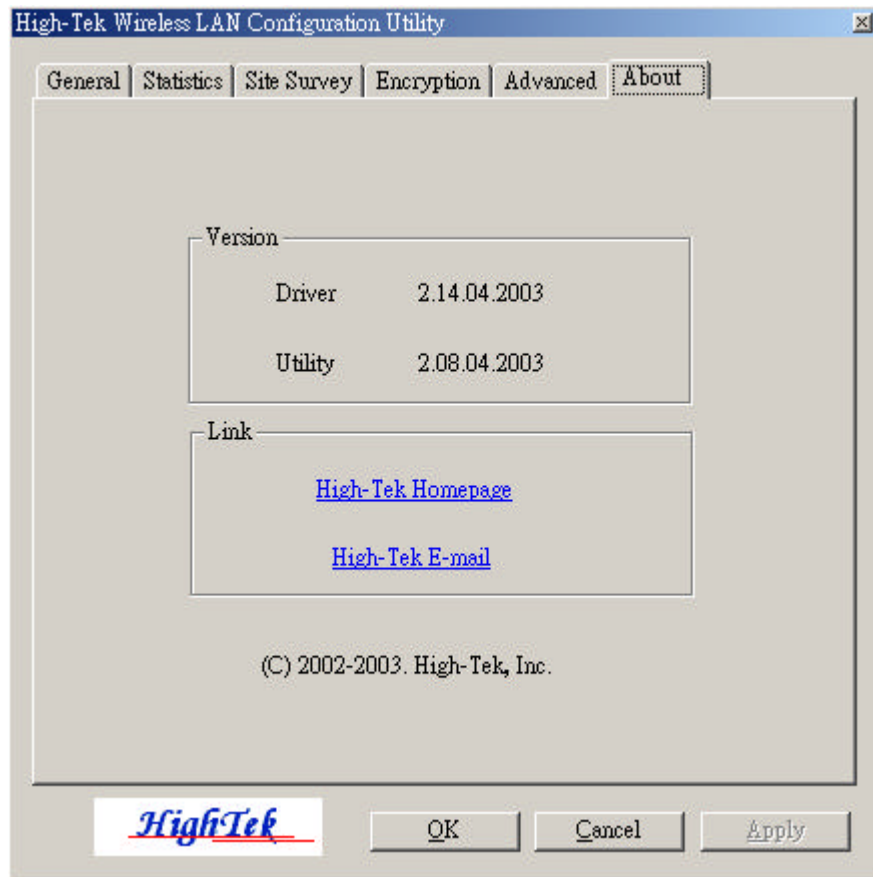 High-Tek Wireless LAN Configuration Utility
General Statistics Site Survey Encryption Advanced About
Version
Driver 2.14.04.2003
Utility 2.08.04.2003
Link
High-Tek Homepage
High-Tek E-mail
(C) 2002-2003. High-Tek, Inc.
HighTek OK Cancel Apply